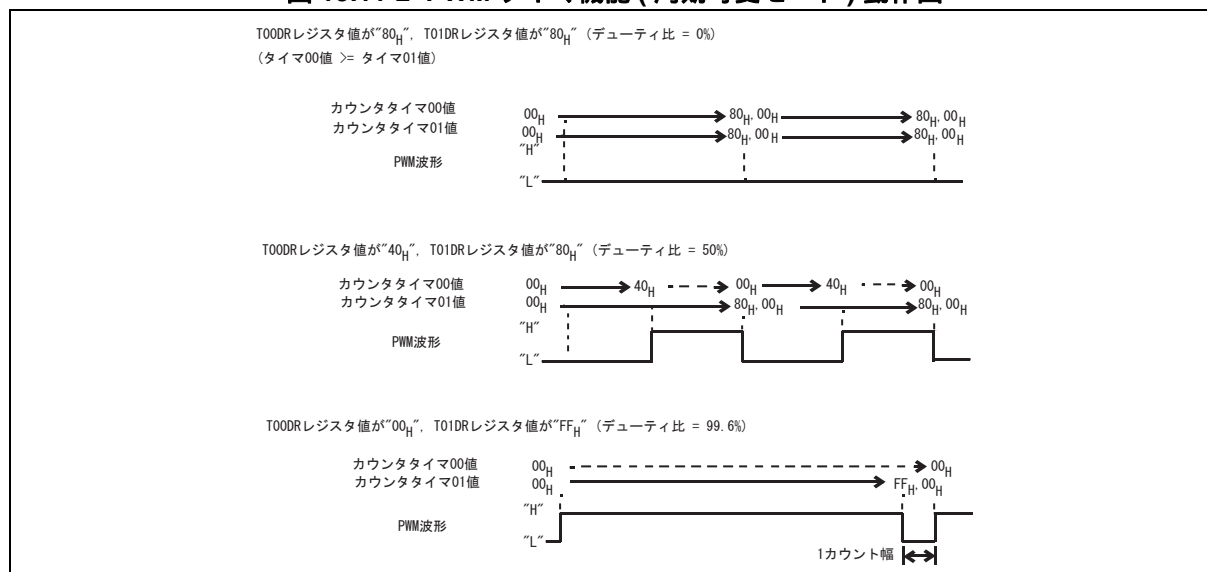 T00DRレジスタ値が"80H", T01DRレジスタ値が"80H" (デューティ比 = 0%)
(タイマ00値 >= タイマ01値)
カウンタタイマ00値 00H 80H, 00H 80H, 00H
カウンタタイマ01値 00H 80H, 00H 80H, 00H
"H"
PWM波形
"L"
T00DRレジスタ値が"40H", T01DRレジスタ値が"80H" (デューティ比 = 50%)
カウンタタイマ00値 00H 40H 00H 40H 00H
カウンタタイマ01値 00H 80H, 00H 80H, 00H
"H"
PWM波形
"L"
T00DRレジスタ値が"00H", T01DRレジスタ値が"FFH" (デューティ比 = 99.6%)
カウンタタイマ00値 00H 00H
カウンタタイマ01値 00H FFH, 00H
"H"
PWM波形
"L"
1カウント幅